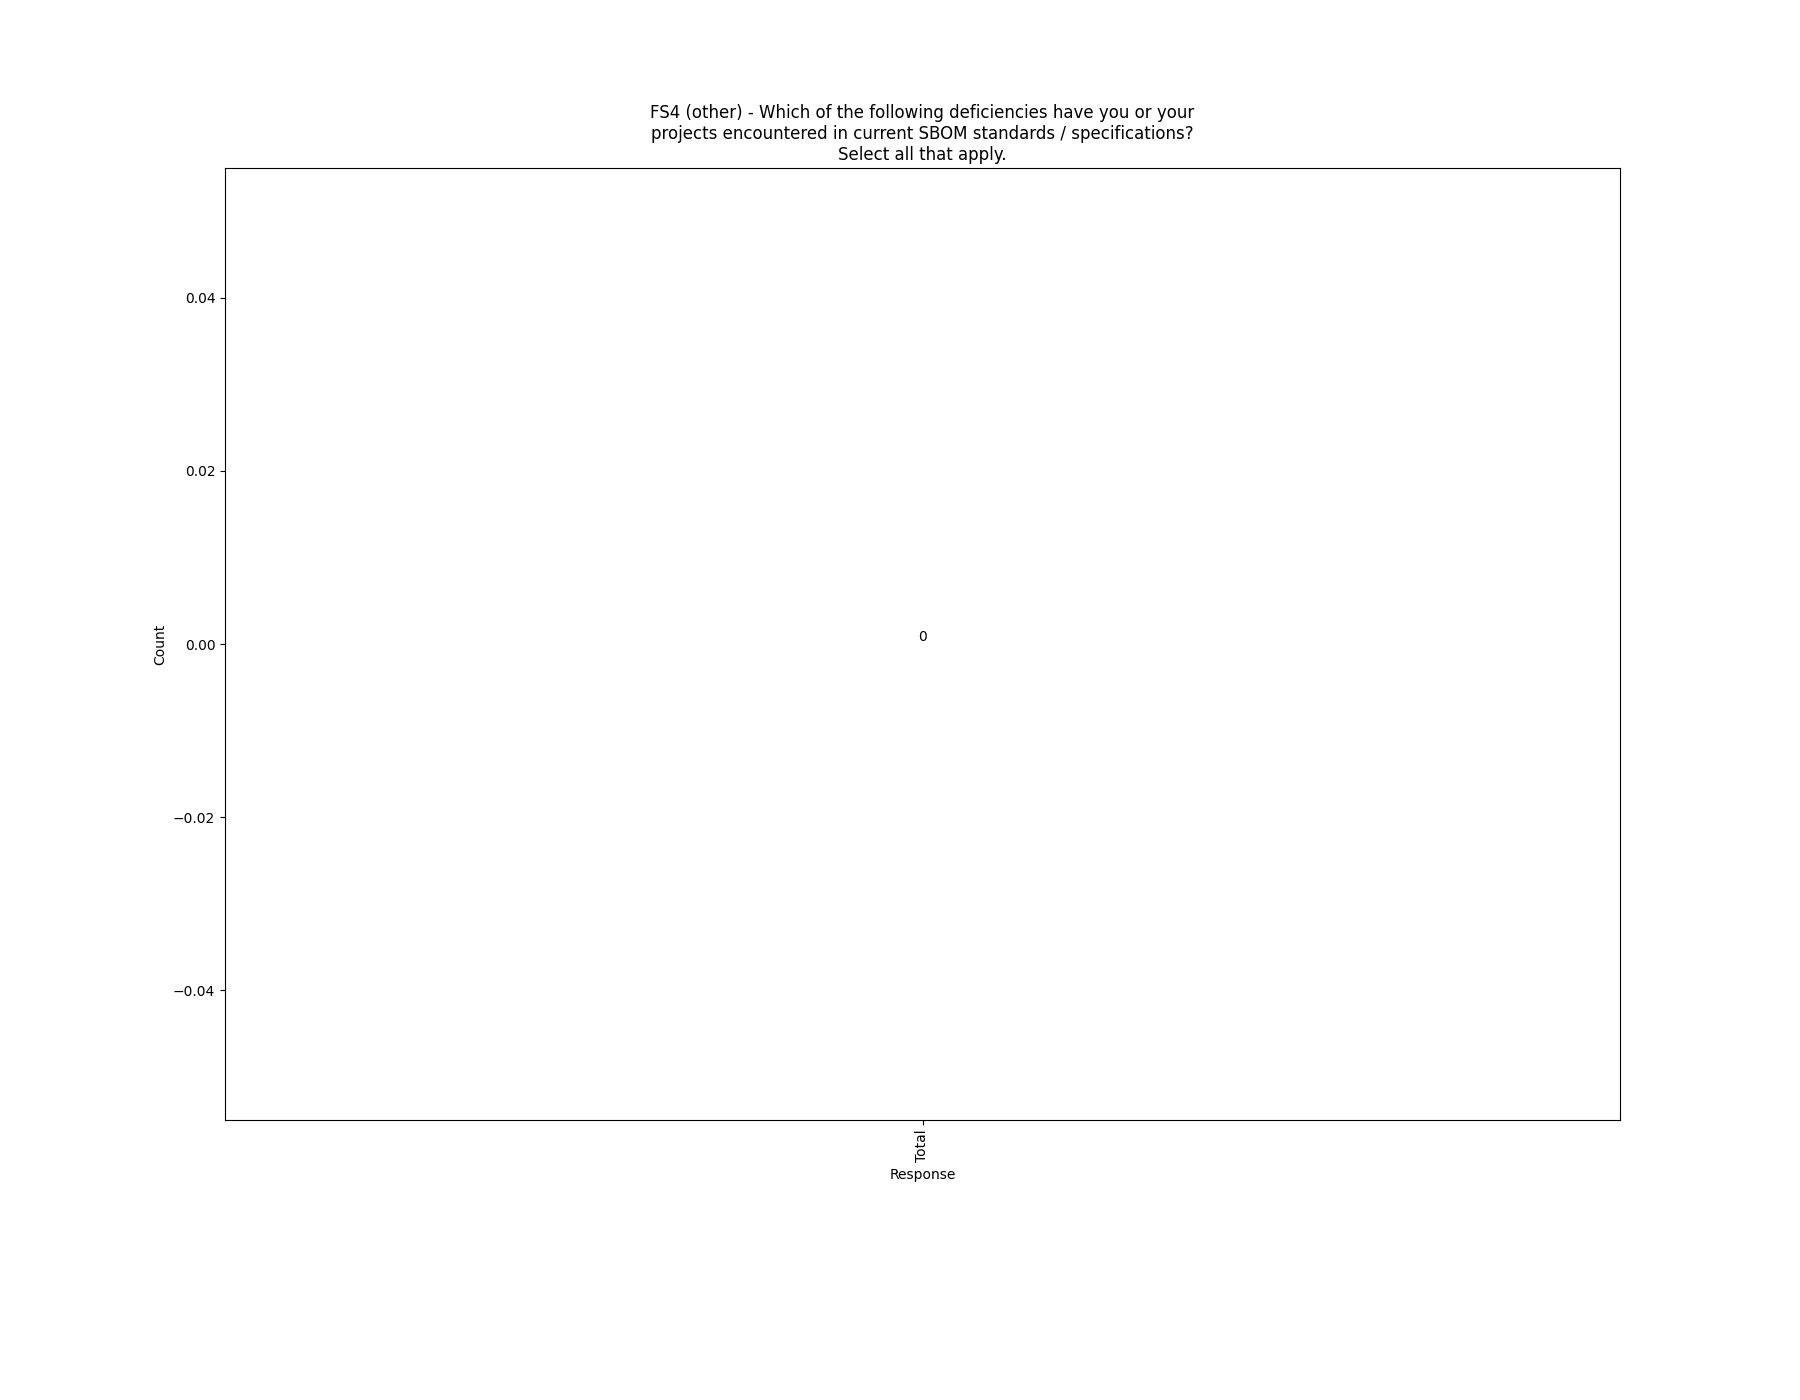 FS4 (other) - Which of the following deficiencies have you or your
projects encountered in current SBOM standards / specifications?
Select all that apply.
0.04
0.02
0.00
−0.02
−0.04
Count
0
Total
Response